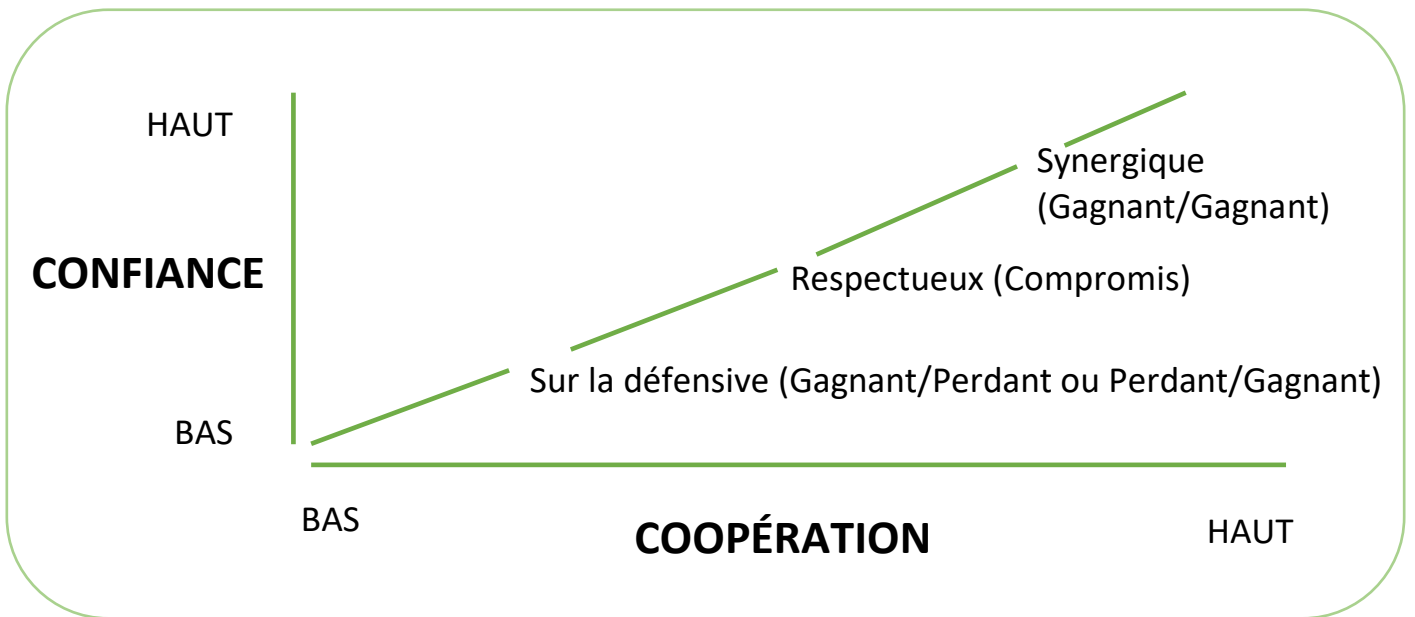 HAUT
Synergique
(Gagnant/Gagnant)
CONFIANCE
Respectueux (Compromis)
Sur la défensive (Gagnant/Perdant ou Perdant/Gagnant)
BAS
BAS
COOPÉRATION
HAUT